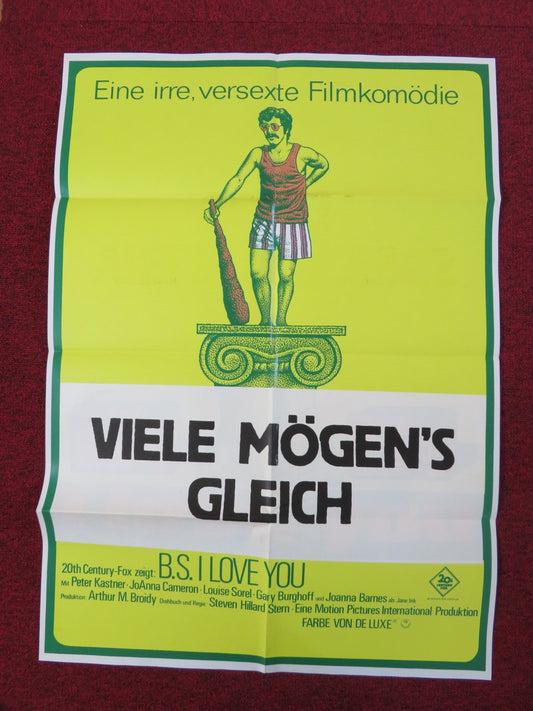 Eine irre, versexte Filmkomödie
VIELE MÖGEN'S
GLEICH
20th Century-Fox zeigt: B.S. I LOVE YOU
Mit Peter Kastner · JoAnna Cameron · Louise Sorel · Gary Burghoff und Joanna Barnes als Jane Ink
Produktion: Arthur M. Broidy Drehbuch und Regie: Steven Hillard Stern · Eine Motion Pictures International Produktion
FARBE VON DE LUXE